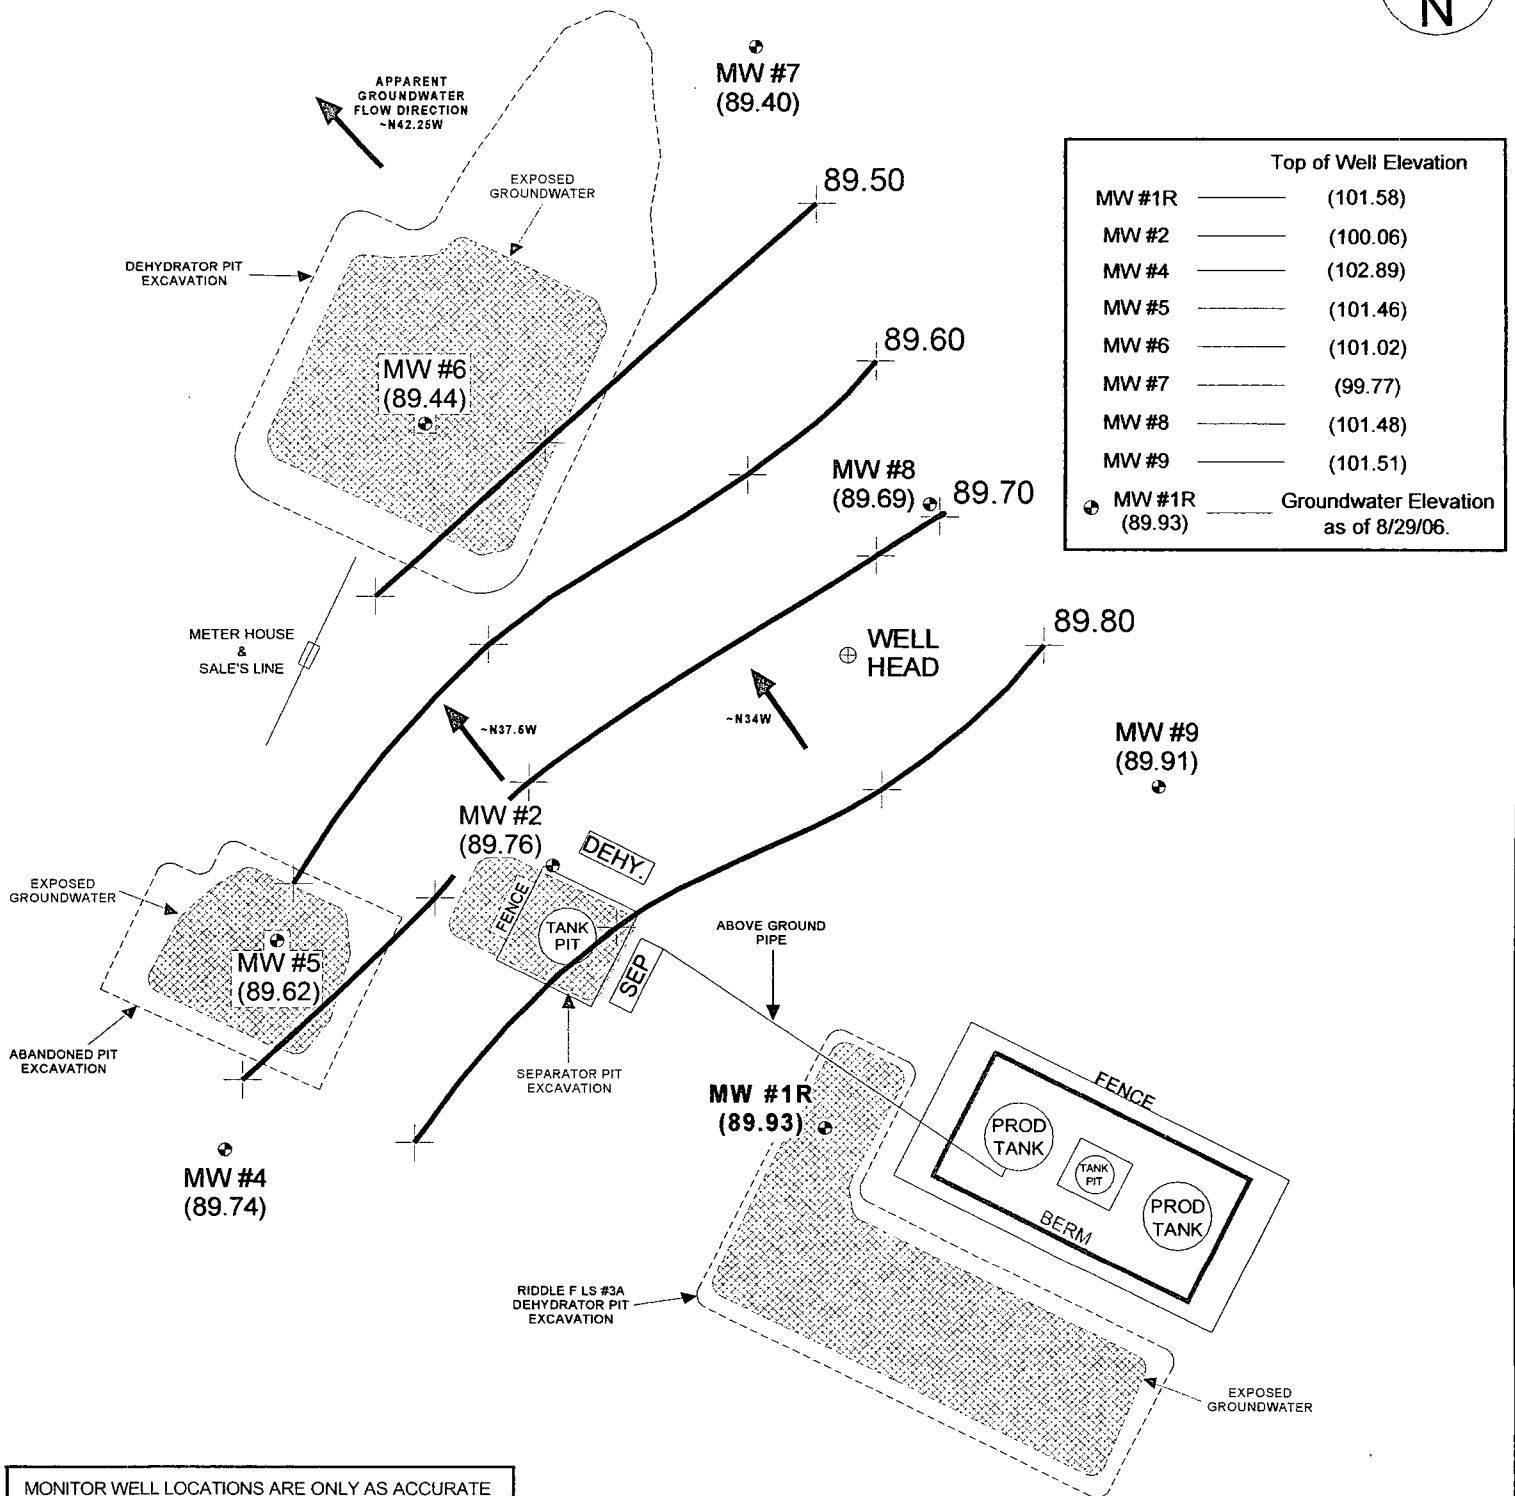 N
MW #7
(89.40)
APPARENT
GROUNDWATER
FLOW DIRECTION
~N42.25W
EXPOSED
GROUNDWATER
89.50
DEHYDRATOR PIT
EXCAVATION
Top of Well Elevation
MW #1R (101.58)
MW #2 (100.06)
MW #4 (102.89)
MW #5 (101.46)
MW #6 (101.02)
MW #7 (99.77)
MW #8 (101.48)
MW #9 (101.51)
MW #1R
(89.93)
Groundwater Elevation
as of 8/29/06.
89.60
MW #6
(89.44)
MW #8
(89.69)
89.70
METER HOUSE
&
SALE'S LINE
WELL
HEAD
89.80
~N37.5W
~N34W
MW #9
(89.91)
MW #2
(89.76)
DEHY.
FENCE
TANK
PIT
SEP
EXPOSED
GROUNDWATER
MW #5
(89.62)
ABOVE GROUND
PIPE
ABANDONED PIT
EXCAVATION
SEPARATOR PIT
EXCAVATION
MW #1R
(89.93)
FENCE
PROD
TANK
TANK
PIT
PROD
TANK
BERM
MW #4
(89.74)
RIDDLE F LS #3A
DEHYDRATOR PIT
EXCAVATION
EXPOSED
GROUNDWATER
MONITOR WELL LOCATIONS ARE ONLY AS ACCURATE